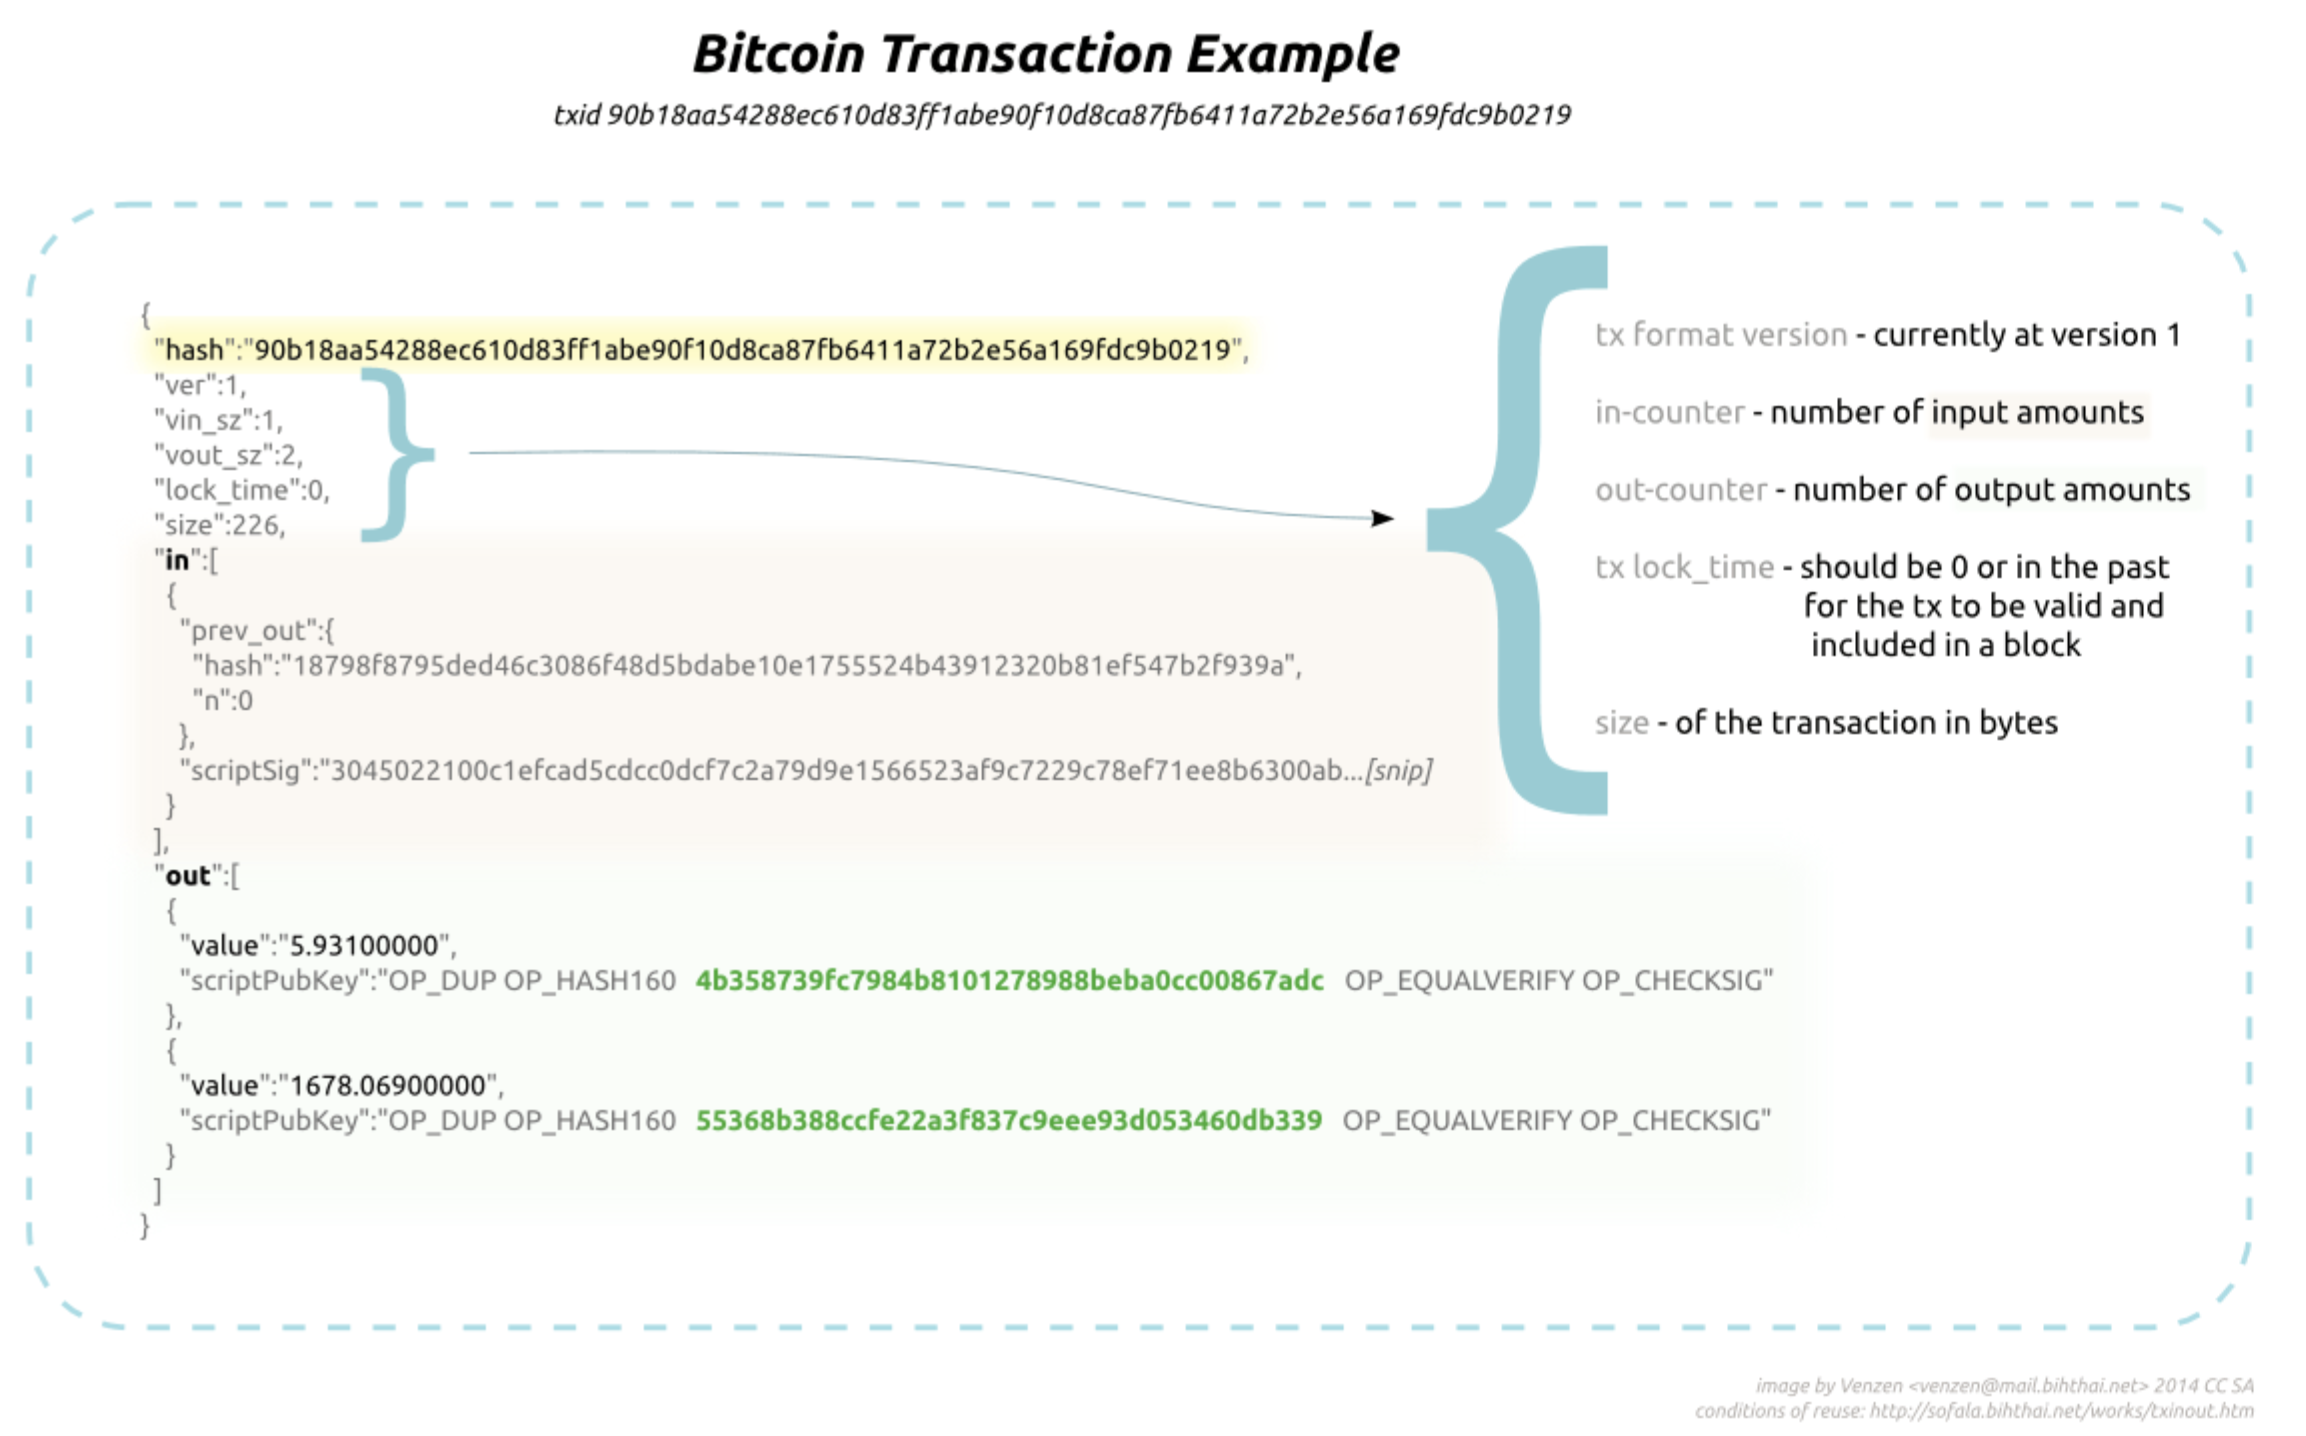 Bitcoin Transaction Example
txid 90b18aa54288ec610d83ff1abe90f10d8ca87fb6411a72b2e56a169fdc9b0219
{
"hash":"90b18aa54288ec610d83ff1abe90f10d8ca87fb6411a72b2e56a169fdc9b0219",
"ver":1,
"vin_sz":1,
"vout_sz":2,
"lock_time":0,
"size":226,
"in":[
{
"prev_out":{
"hash":"18798f8795ded46c3086f48d5bdabe10e1755524b43912320b81ef547b2f939a",
"n":0
},
"scriptSig":"3045022100c1efcad5cdcc0dcf7c2a79d9e1566523af9c7229c78ef71ee8b6300ab...[snip]
}
],
"out":[
{
"value":"5.93100000",
"scriptPubKey":"OP_DUP OP_HASH160 4b358739fc7984b8101278988beba0cc00867adc OP_EQUALVERIFY OP_CHECKSIG"
},
{
"value":"1678.06900000",
"scriptPubKey":"OP_DUP OP_HASH160 55368b388ccfe22a3f837c9eee93d053460db339 OP_EQUALVERIFY OP_CHECKSIG"
}
]
}
tx format version - currently at version 1
in-counter - number of input amounts
out-counter - number of output amounts
tx lock_time - should be 0 or in the past
for the tx to be valid and
included in a block
size - of the transaction in bytes
image by Venzen <venzen@mail.bihthai.net> 2014 CC SA
conditions of reuse: http://sofala.bihthai.net/works/txinout.htm